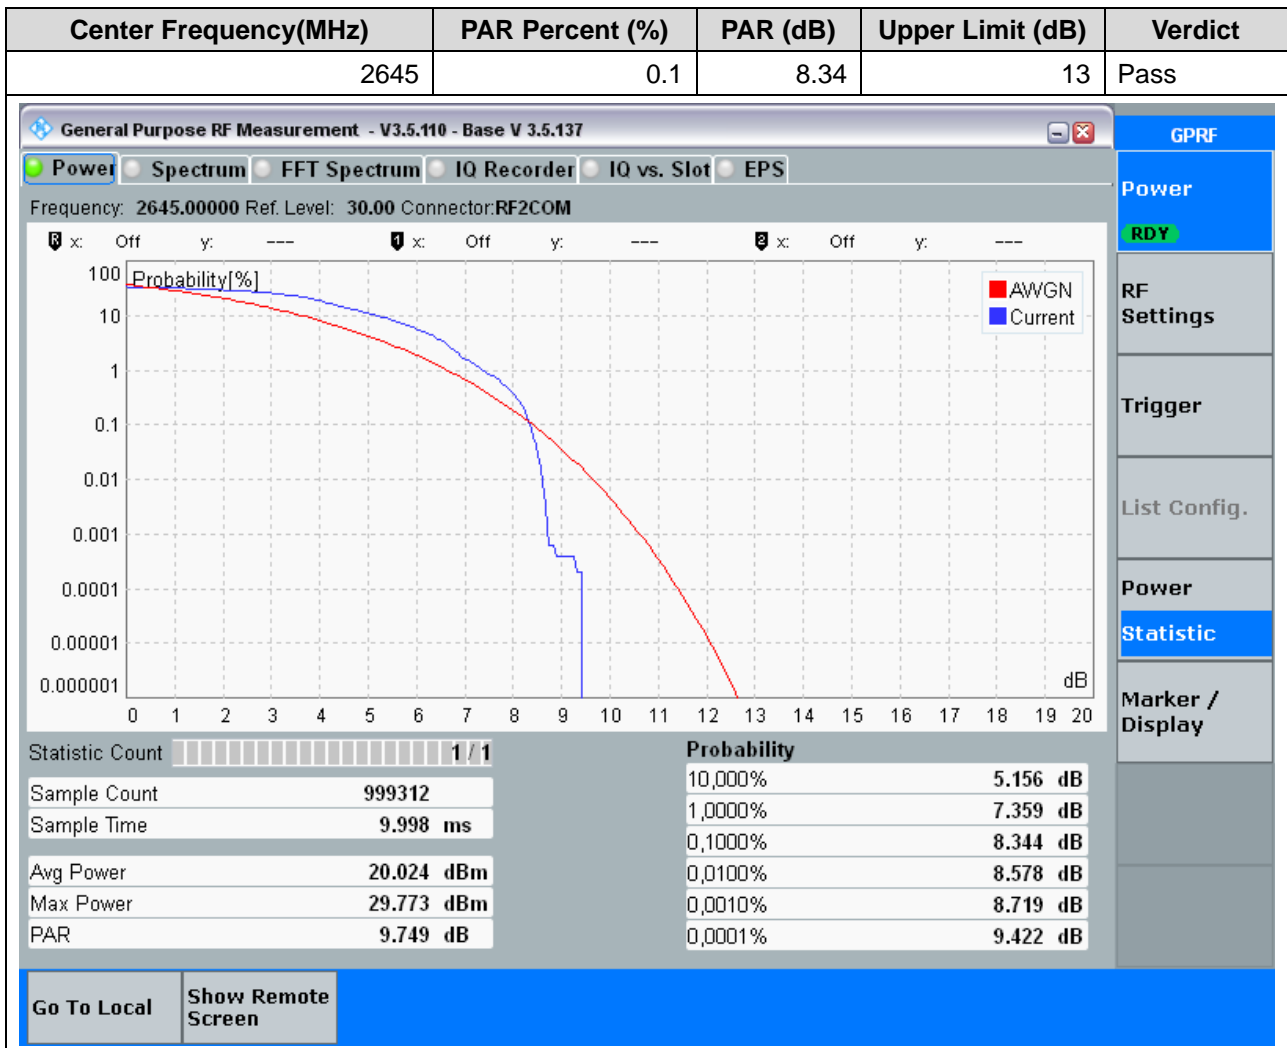 Center Frequency(MHz) PAR Percent (%) PAR (dB) Upper Limit (dB) Verdict
2645 0.1 8.34 13 Pass
General Purpose RF Measurement - V3.5.110 - Base V 3.5.137
GPRF
Power Spectrum FFT Spectrum IQ Recorder IQ vs. Slot EPS
Power
RDY
Frequency: 2645.00000 Ref. Level: 30.00 Connector:RF2COM
R x: Off y: --- 1 x: Off y: --- 2 x: Off y: ---
Probability[%]
AWGN
Current
100
10
1
0.1
0.01
0.001
0.0001
0.00001
0.000001
dB
0 1 2 3 4 5 6 7 8 9 10 11 12 13 14 15 16 17 18 19 20
RF
Settings
Trigger
List Config.
Power
Statistic
Marker /
Display
Statistic Count 1 / 1
Sample Count 999312
Sample Time 9.998 ms
Avg Power 20.024 dBm
Max Power 29.773 dBm
PAR 9.749 dB
Probability
10,000% 5.156 dB
1,0000% 7.359 dB
0,1000% 8.344 dB
0,0100% 8.578 dB
0,0010% 8.719 dB
0,0001% 9.422 dB
Go To Local
Show Remote
Screen